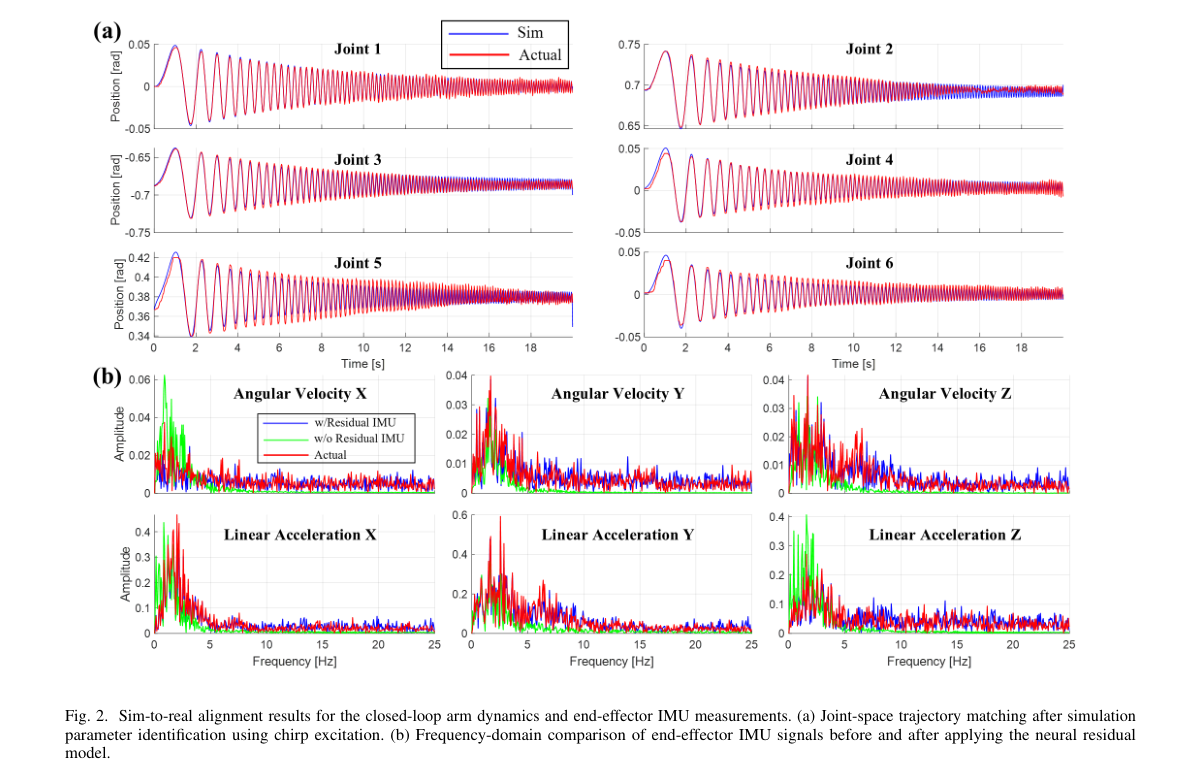 (a)
Sim
Actual
Joint 1
Joint 2
Position [rad]
0.05
0
-0.05
0.75
0.7
0.65
Joint 3
Joint 4
Position [rad]
-0.65
-0.7
-0.75
0.05
0
-0.05
Joint 5
Joint 6
Position [rad]
0.42
0.4
0.38
0.36
0.34
0.05
0
-0.05
0 2 4 6 8 10 12 14 16 18
0 2 4 6 8 10 12 14 16 18
Time [s]
Time [s]
(b)
Angular Velocity X
Angular Velocity Y
Angular Velocity Z
w/Residual IMU
w/o Residual IMU
Actual
Amplitude
0.06
0.04
0.02
0
0.04
0.03
0.02
0.01
0
0.04
0.03
0.02
0.01
0
Linear Acceleration X
Linear Acceleration Y
Linear Acceleration Z
Amplitude
0.4
0.3
0.2
0.1
0
0.6
0.4
0.2
0
0.4
0.3
0.2
0.1
0
0 5 10 15 20 25
0 5 10 15 20 25
0 5 10 15 20 25
Frequency [Hz]
Frequency [Hz]
Frequency [Hz]
Fig. 2. Sim-to-real alignment results for the closed-loop arm dynamics and end-effector IMU measurements. (a) Joint-space trajectory matching after simulation
parameter identification using chirp excitation. (b) Frequency-domain comparison of end-effector IMU signals before and after applying the neural residual
model.